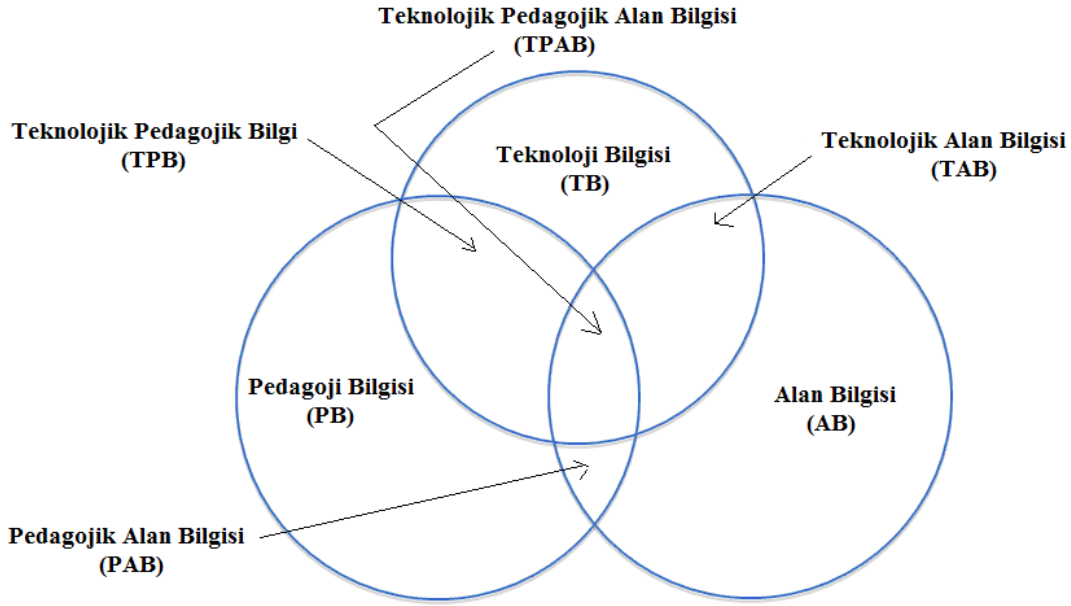 Teknolojik Pedagojik Alan Bilgisi
(TPAB)
Teknolojik Pedagojik Bilgi
(TPB)
Teknoloji Bilgisi
(TB)
Teknolojik Alan Bilgisi
(TAB)
Pedagoji Bilgisi
(PB)
Alan Bilgisi
(AB)
Pedagojik Alan Bilgisi
(PAB)